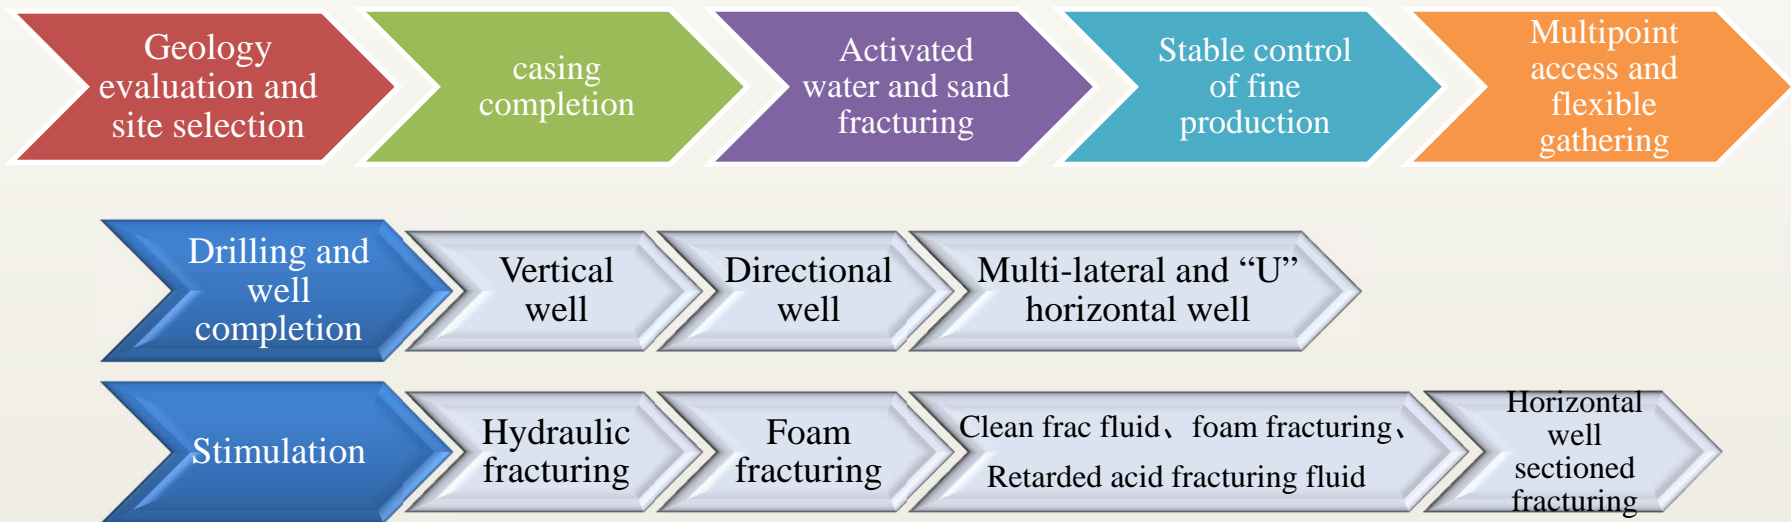 Geology
evaluation and
site selection
casing
completion
Activated
water and sand
fracturing
Stable control
of fine
production
Multipoint
access and
flexible
gathering
Drilling and
well
completion
Vertical
well
Directional
well
Multi-lateral and “U”
horizontal well
Stimulation
Hydraulic
fracturing
Foam
fracturing
Clean frac fluid、foam fracturing、
Retarded acid fracturing fluid
Horizontal
well
sectioned
fracturing